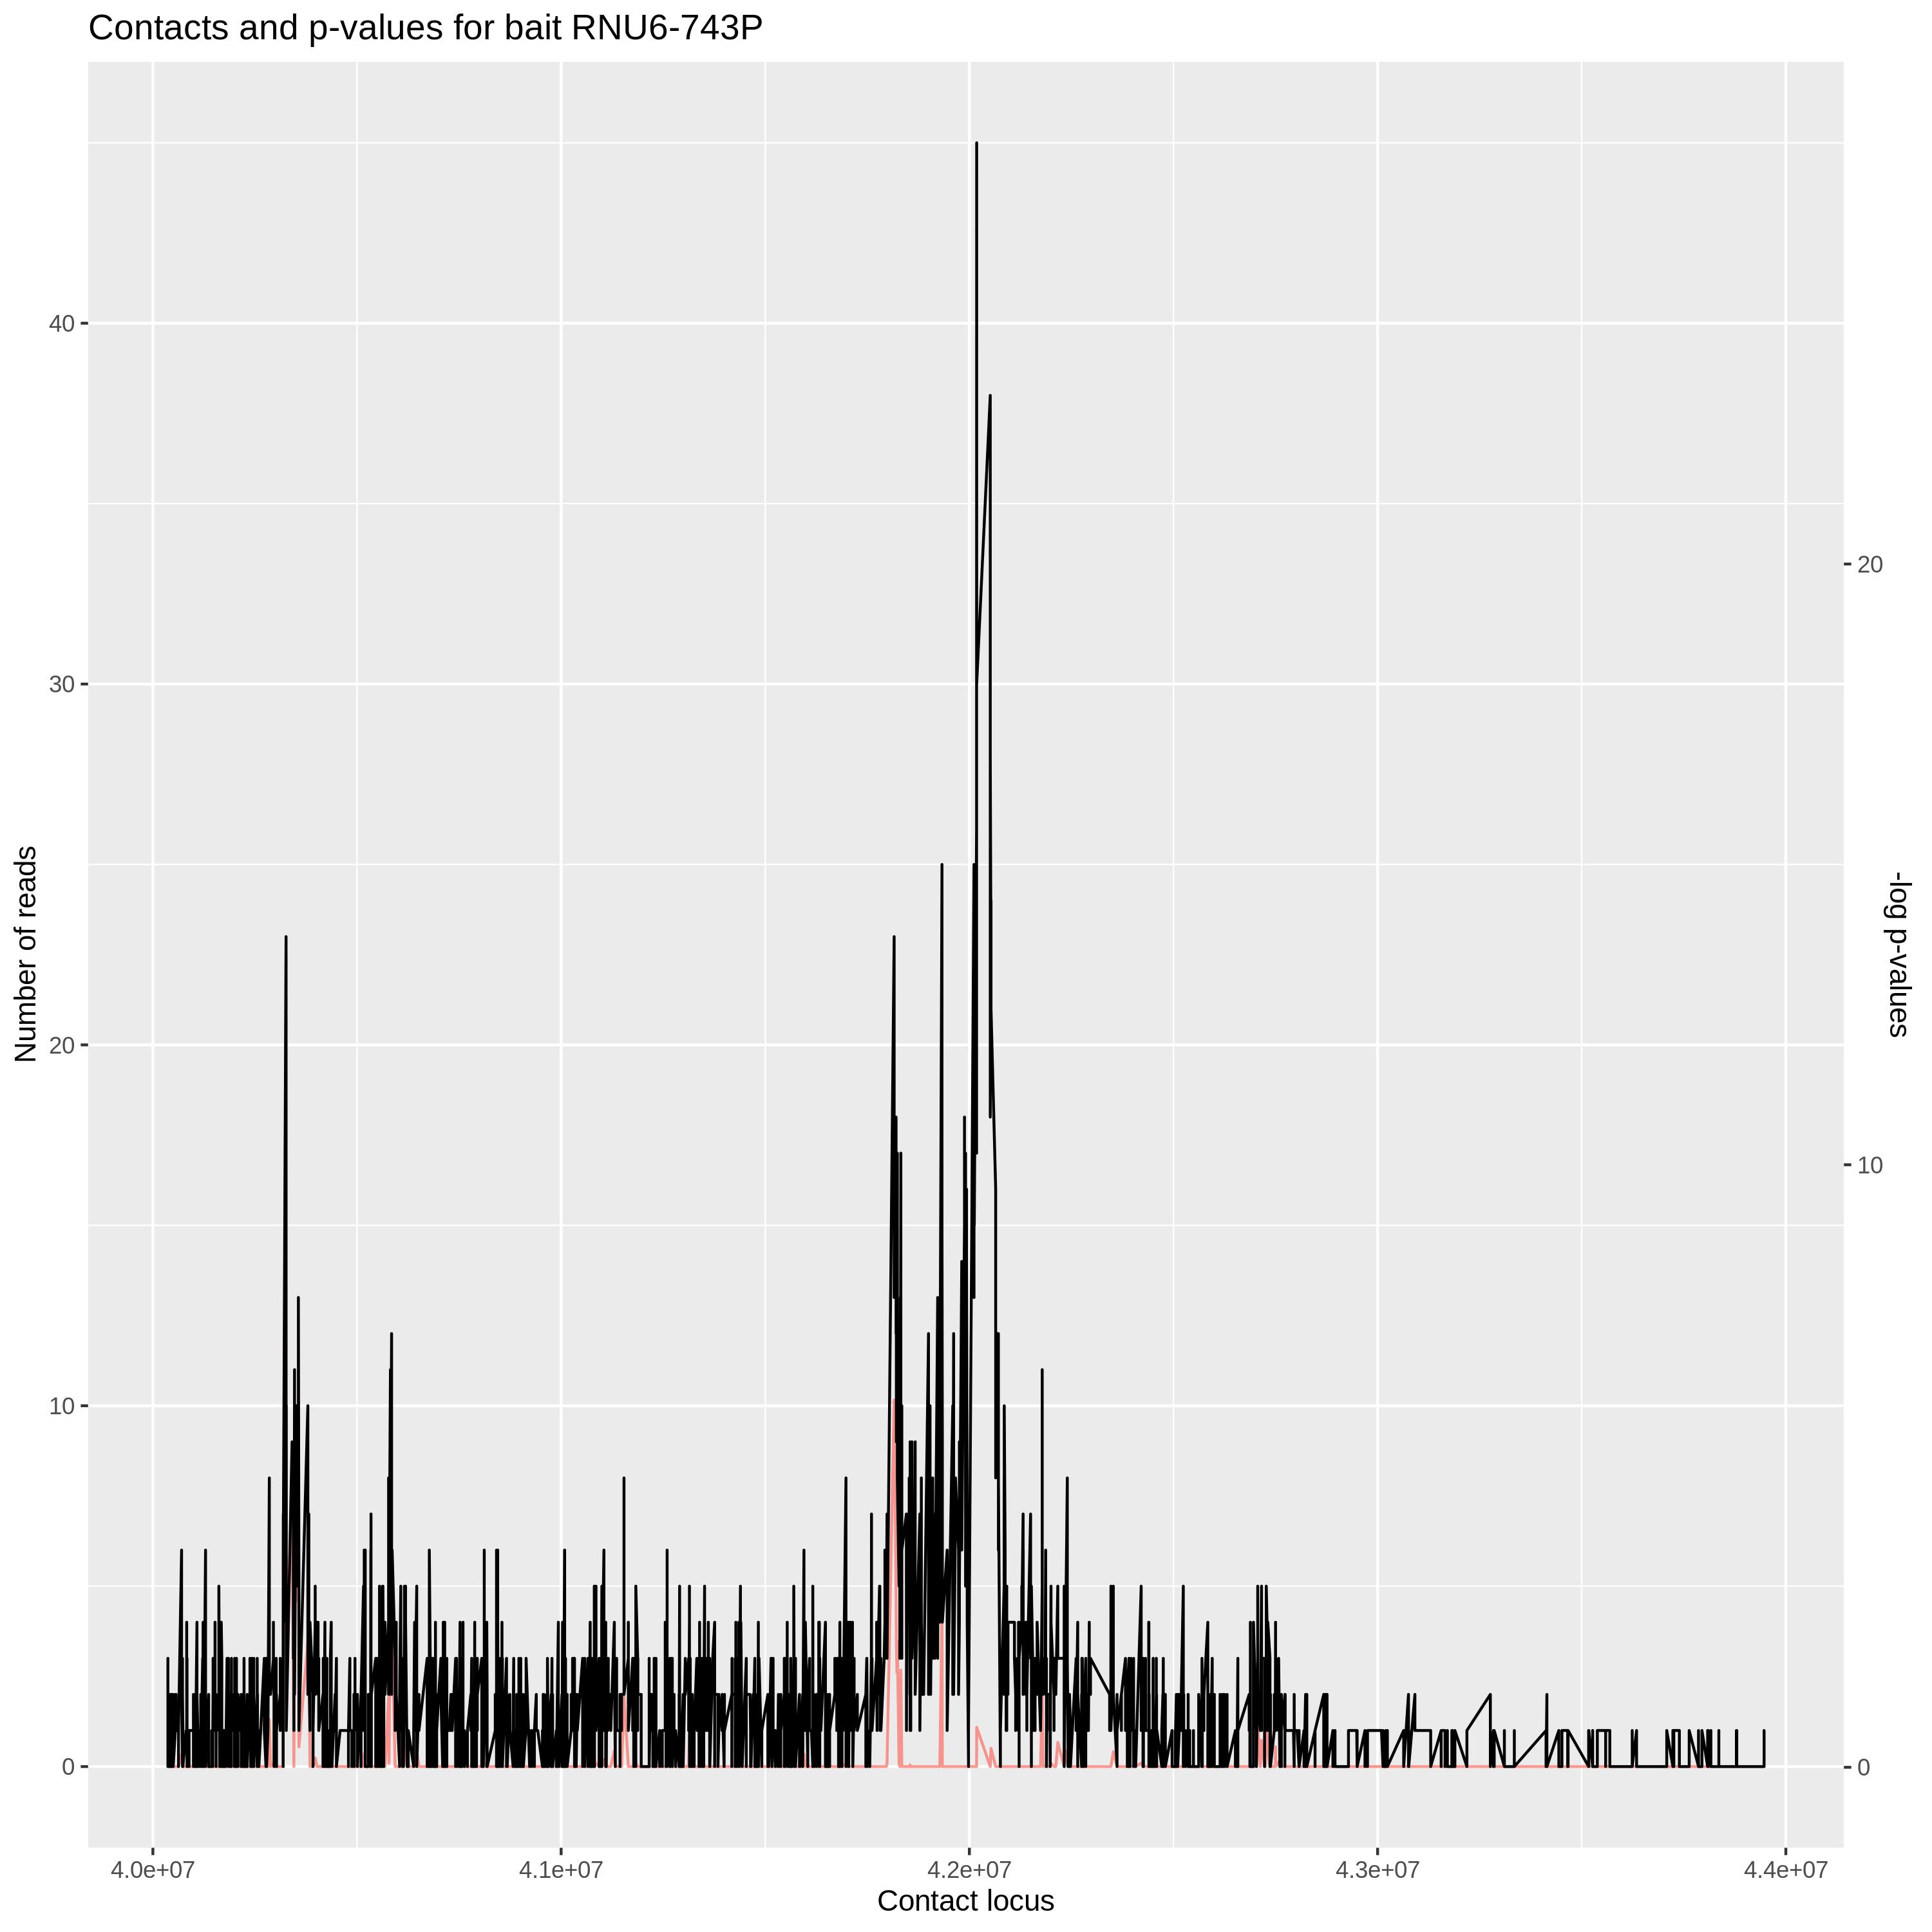 Contacts and p-values for bait RNU6-743P
40
30
20
10
0
Number of reads
20
10
0
-log p-values
4.0e+07
4.1e+07
4.2e+07
4.3e+07
4.4e+07
Contact locus